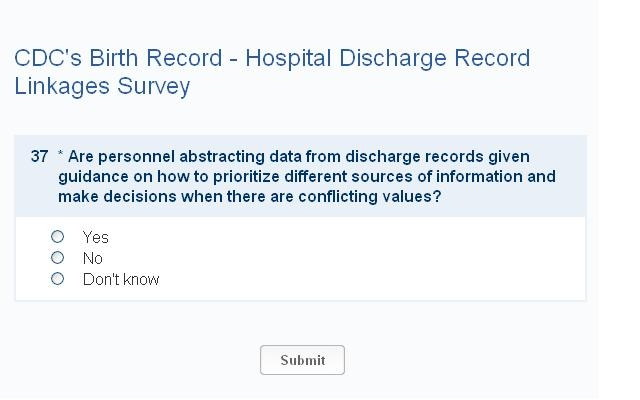 CDC's Birth Record - Hospital Discharge Record
Linkages Survey
37 * Are personnel abstracting data from discharge records given
guidance on how to prioritize different sources of information and
make decisions when there are conflicting values?
Yes
No
Don't know
Submit